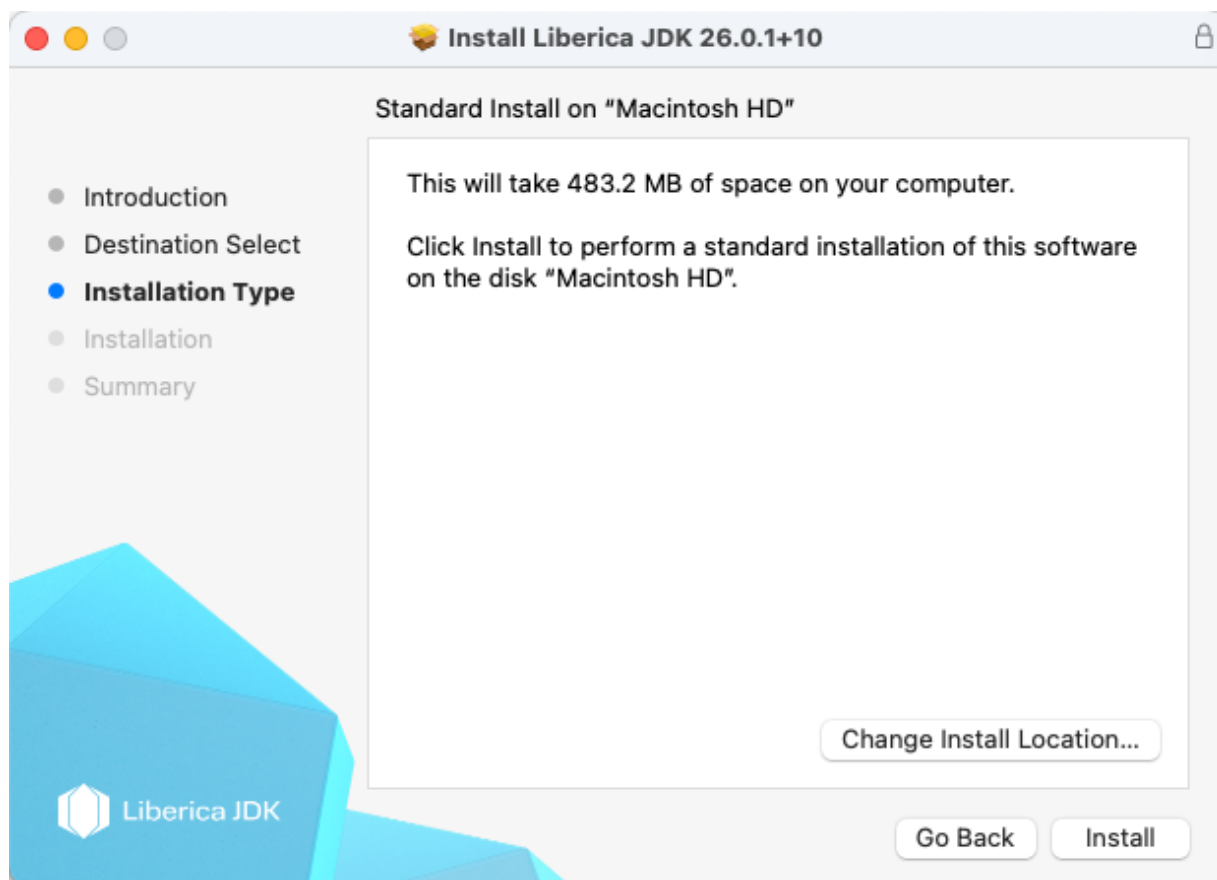 Install Liberica JDK 26.0.1+10
Standard Install on “Macintosh HD”
Introduction
Destination Select
Installation Type
Installation
Summary
This will take 483.2 MB of space on your computer.
Click Install to perform a standard installation of this software
on the disk “Macintosh HD”.
Change Install Location...
Liberica JDK
Go Back
Install